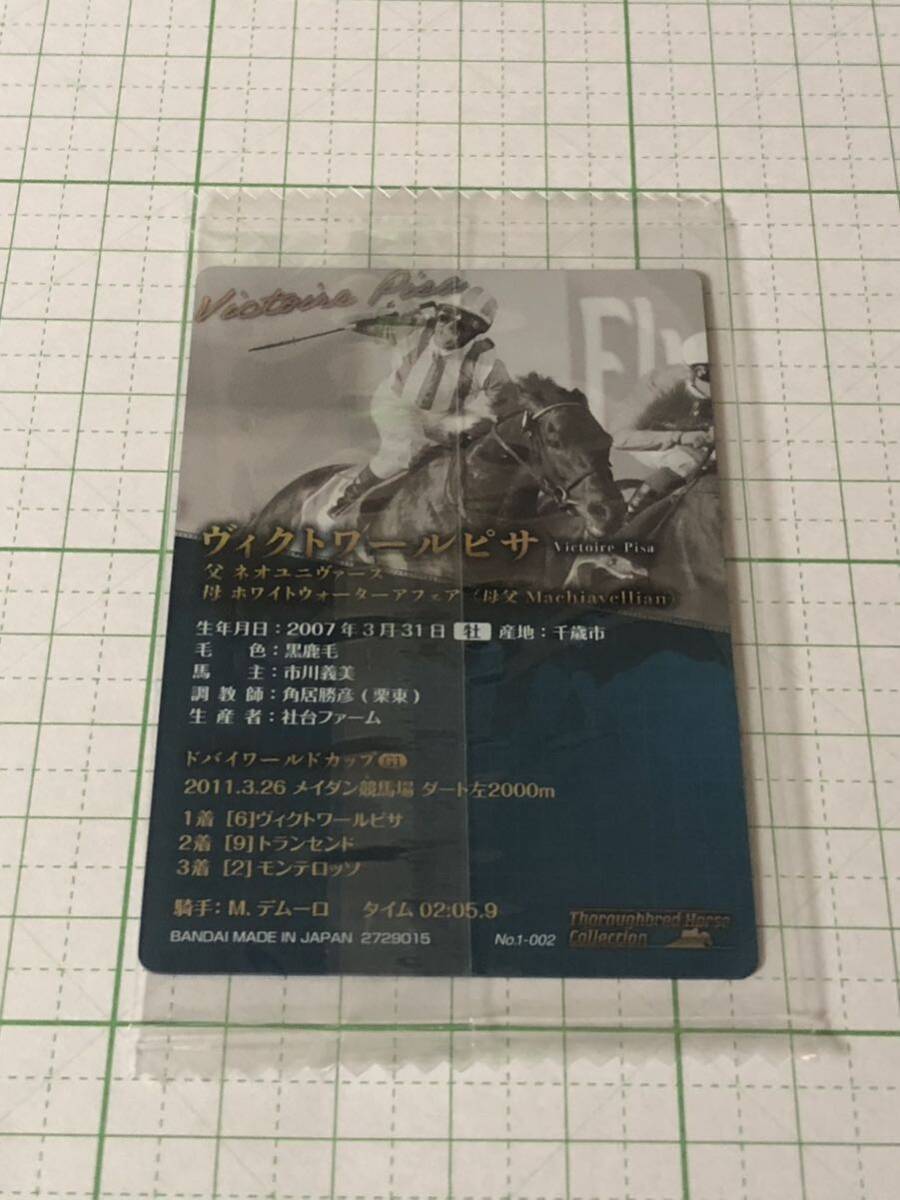 Victoire Pisa
ヴィクトワールピサ Victoire Pisa
父 ネオユニヴァース
母 ホワイトウォーターアフェア（母父 Machiavellian）
生年月日：2007年3月31日 牡 産地：千歳市
毛色：黒鹿毛
馬主：市川義美
調教師：角居勝彦（栗東）
生産者：社台ファーム
ドバイワールドカップ G1
2011.3.26 メイダン競馬場 ダート左2000m
1着 [6]ヴィクトワールピサ
2着 [9]トランセンド
3着 [2]モンテロッソ
騎手：M.デムーロ タイム 02:05.9
BANDAI MADE IN JAPAN 2729015 No.1-002
Thoroughbred Horse
Collection